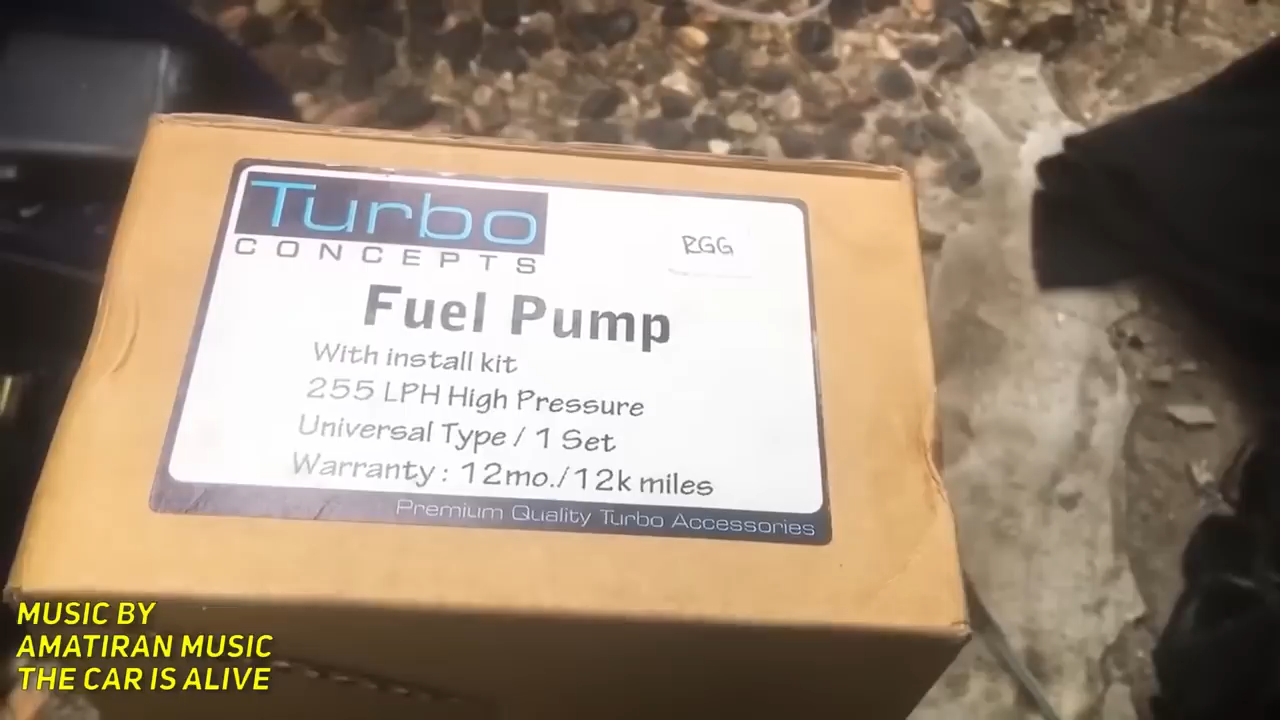 Turbo
CONCEPTS
RGG
Fuel Pump
With install kit
255 LPH High Pressure
Universal Type / 1 Set
Warranty : 12mo./12k miles
Premium Quality Turbo Accessories
MUSIC BY
AMATIRAN MUSIC
THE CAR IS ALIVE